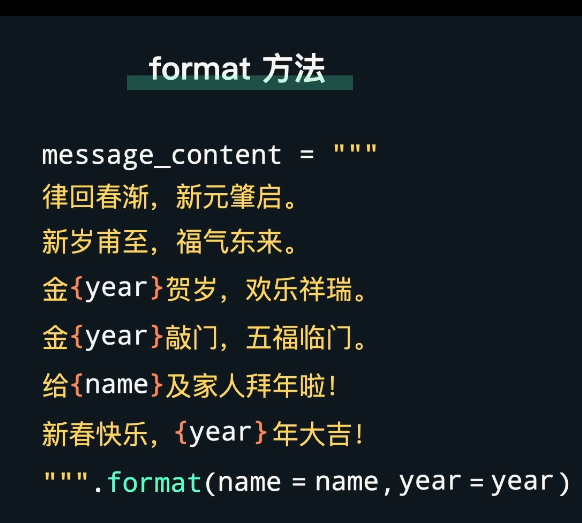 format 方法
message_content = """
律回春渐，新元肇启。
新岁甫至，福气东来。
金{year}贺岁，欢乐祥瑞。
金{year}敲门，五福临门。
给{name}及家人拜年啦！
新春快乐，{year}年大吉！
""".format(name = name,year = year)